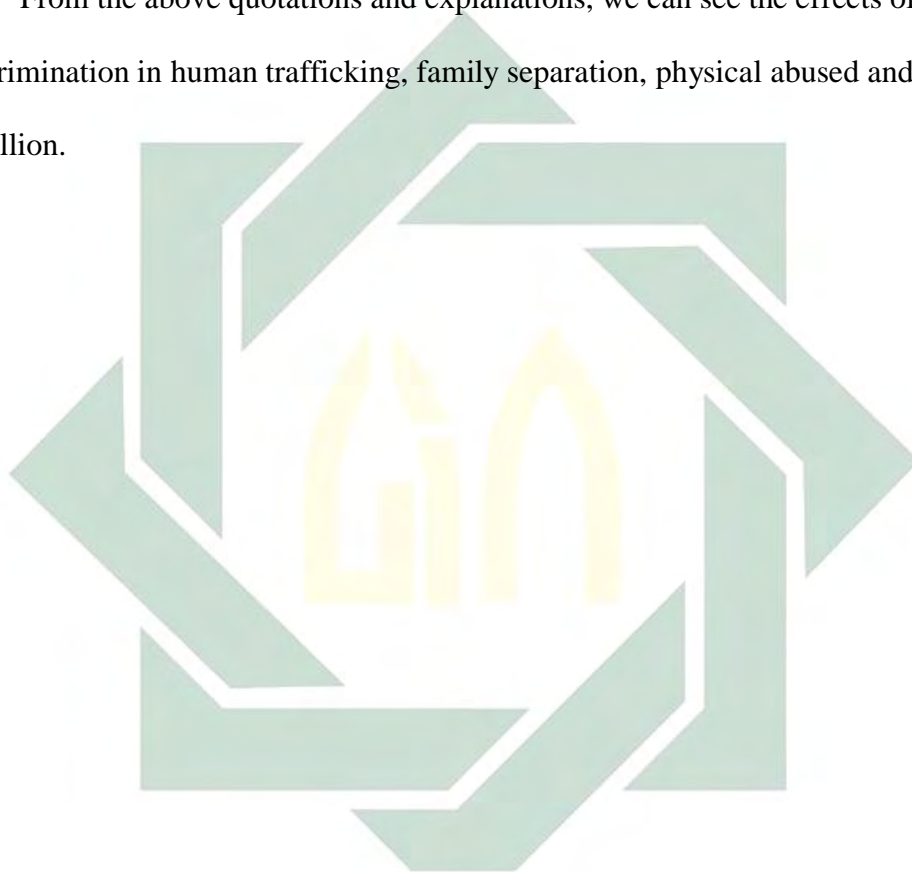 From the above quotations and explanations, we can see the effects of
rimination in human trafficking, family separation, physical abused and
llion.